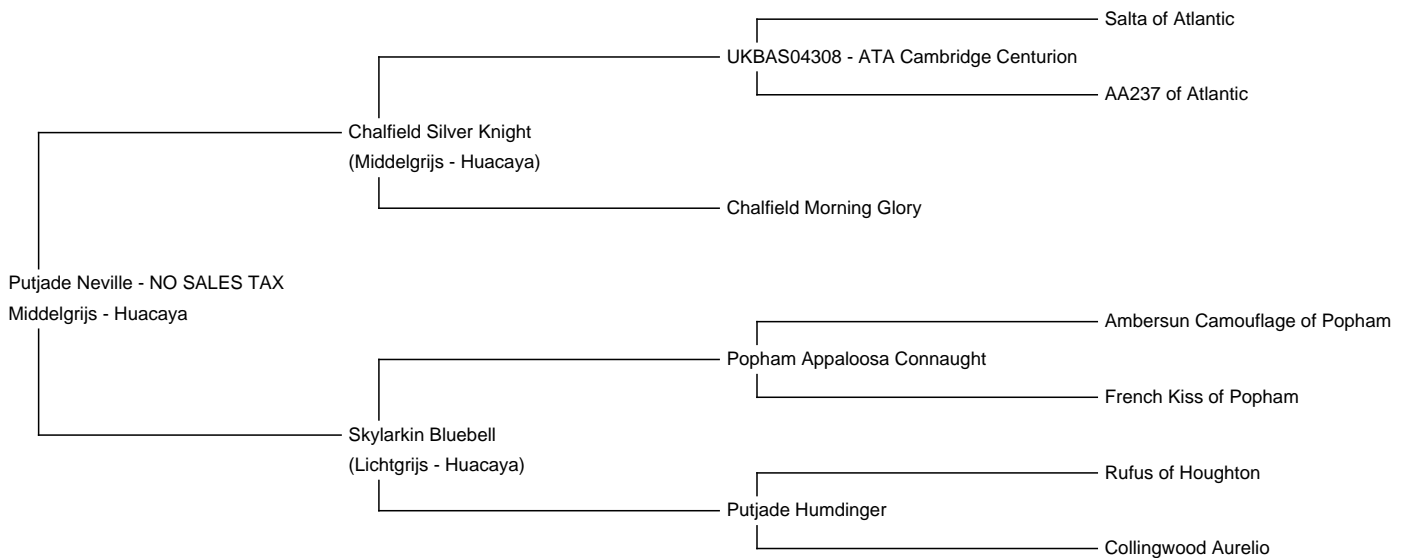 Salta of Atlantic
UKBAS04308 - ATA Cambridge Centurion
AA237 of Atlantic
Chalfield Silver Knight
(Middelgrijs - Huacaya)
Chalfield Morning Glory
Putjade Neville - NO SALES TAX
Middelgrijs - Huacaya
Ambersun Camouflage of Popham
Popham Appaloosa Connaught
French Kiss of Popham
Skylarkin Bluebell
(Lichtgrijs - Huacaya)
Rufus of Houghton
Putjade Humdinger
Collingwood Aurelio